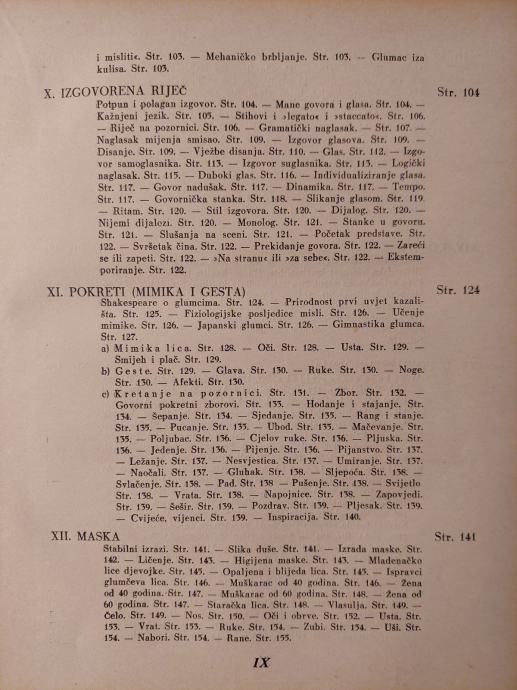 i mislitic. Str. 103. — Mehaničko brbljanje. Str. 103. — Glumac iza
kulisa. Str. 103.
X. IZGOVORENA RIJEČ Str. 104
Potpun i polagan izgovor. Str. 104. — Mane govora i glasa. Str. 104. —
Kažnjeni jezik. Str. 105. — Stihovi i »legato« i »staccato«. Str. 106.
— Riječ na pozornici. Str. 106. — Gramatički naglasak. — Str. 107. —
Naglasak mijenja smisao. Str. 109. — Izgovor glasova. Str. 109. —
Disanje. Str. 109. — Vježbe disanja. Str. 110. — Glas. Str. 112. — Izgo-
vor samoglasnika. Str. 113. — Izgovor suglasnika. Str. 113. — Logički
naglasak. Str. 115. — Duboki glas. Str. 116. — Individualiziranje glasa.
Str. 117. — Govor nadušak. Str. 117. — Dinamika. Str. 117. — Tempo.
Str. 117. — Govornička stanka. Str. 118. — Slikanje glasom. Str. 119.
— Ritam. Str. 120. — Stil izgovora. Str. 120. — Dijalog. Str. 120. —
Nijemi dijalozi. Str. 120. — Monolog. Str. 121. — Stanke u govoru.
Str. 121. — Slušanja na sceni. Str. 121. — Početak predstave. Str.
122. — Svršetak čina. Str. 122. — Prekidanje govora. Str. 122. — Zareći
se ili zapeti. Str. 122. — »Na stranu« ili »za sebe«. Str. 122. — Ekstem-
poriranje. Str. 122.
XI. POKRETI (MIMIKA I GESTA) Str. 124
Shakespeare o glumcima. Str. 124. — Prirodnost prvi uvjet kazali-
šta. Str. 125. — Fiziologijske posljedice misli. Str. 126. — Učenje
mimike. Str. 126. — Japanski glumci. Str. 126. — Gimnastika glumca.
Str. 127.
a) Mimika lica. Str. 128. — Oči. Str. 128. — Usta. Str. 129. —
Smijeh i plač. Str. 129.
b) Geste. Str. 129. — Glava. Str. 130. — Ruke. Str. 130. — Noge.
Str. 130. — Afekti. Str. 130.
c) Kretanje na pozornici. Str. 131. — Zbor. Str. 132. —
Govorni pokretni zborovi. Str. 133. — Hodanje i stajanje. Str.
134. — Šepanje. Str. 134. — Sjedanje. Str. 135. — Rang i stanje.
Str. 135. — Pucanje. Str. 135. — Ubod. Str. 135. — Mačevanje. Str.
135. — Poljubac. Str. 136. — Cjelov ruke. Str. 136. — Pljuska. Str.
136. — Jedenje. Str. 136. — Pijenje. Str. 136. — Pijanstvo. Str. 137.
— Ležanje. Str. 137. — Nesvjestica. Str. 137. — Umiranje. Str. 137.
— Naočali. Str. 137. — Gluhak. Str. 138. — Sljepoća. Str. 138. —
Svlačenje. Str. 138. — Pad. Str. 138 — Pušenje. Str. 138. — Svijetlo
Str. 138. — Vrata. Str. 138. — Napojnice. Str. 138. — Zapovjedi.
Str. 139. — Šešir. Str. 139. — Pozdrav. Str. 139. — Pljesak. Str. 139.
— Cvijeće, vijenci. Str. 139. — Inspiracija. Str. 140.
XII. MASKA Str. 141
Stabilni izrazi. Str. 141. — Slika duše. Str. 141. — Izrada maske. Str.
142. — Ličenje. Str. 143. — Higijena maske. Str. 143. — Mladenačko
lice djevojke. Str. 145. — Opaljena i blijeda lica. Str. 145. — Ispravci
glumčeva lica. Str. 146. — Muškarac od 40 godina. Str. 146. — Žena
od 40 godina. Str. 147. — Muškarac od 60 godina. Str. 148. — Žena od
60 godina. Str. 147. — Staračka lica. Str. 148. — Vlasulja. Str. 149. —
Čelo. Str. 149. — Nos. Str. 150. — Oči i obrve. Str. 152. — Usta. Str.
153. — Vrat. Str. 153. — Ruke. Str. 154. — Zubi. Str. 154. — Uši. Str.
154. — Nabori. Str. 154. — Rane. Str. 155.
IX